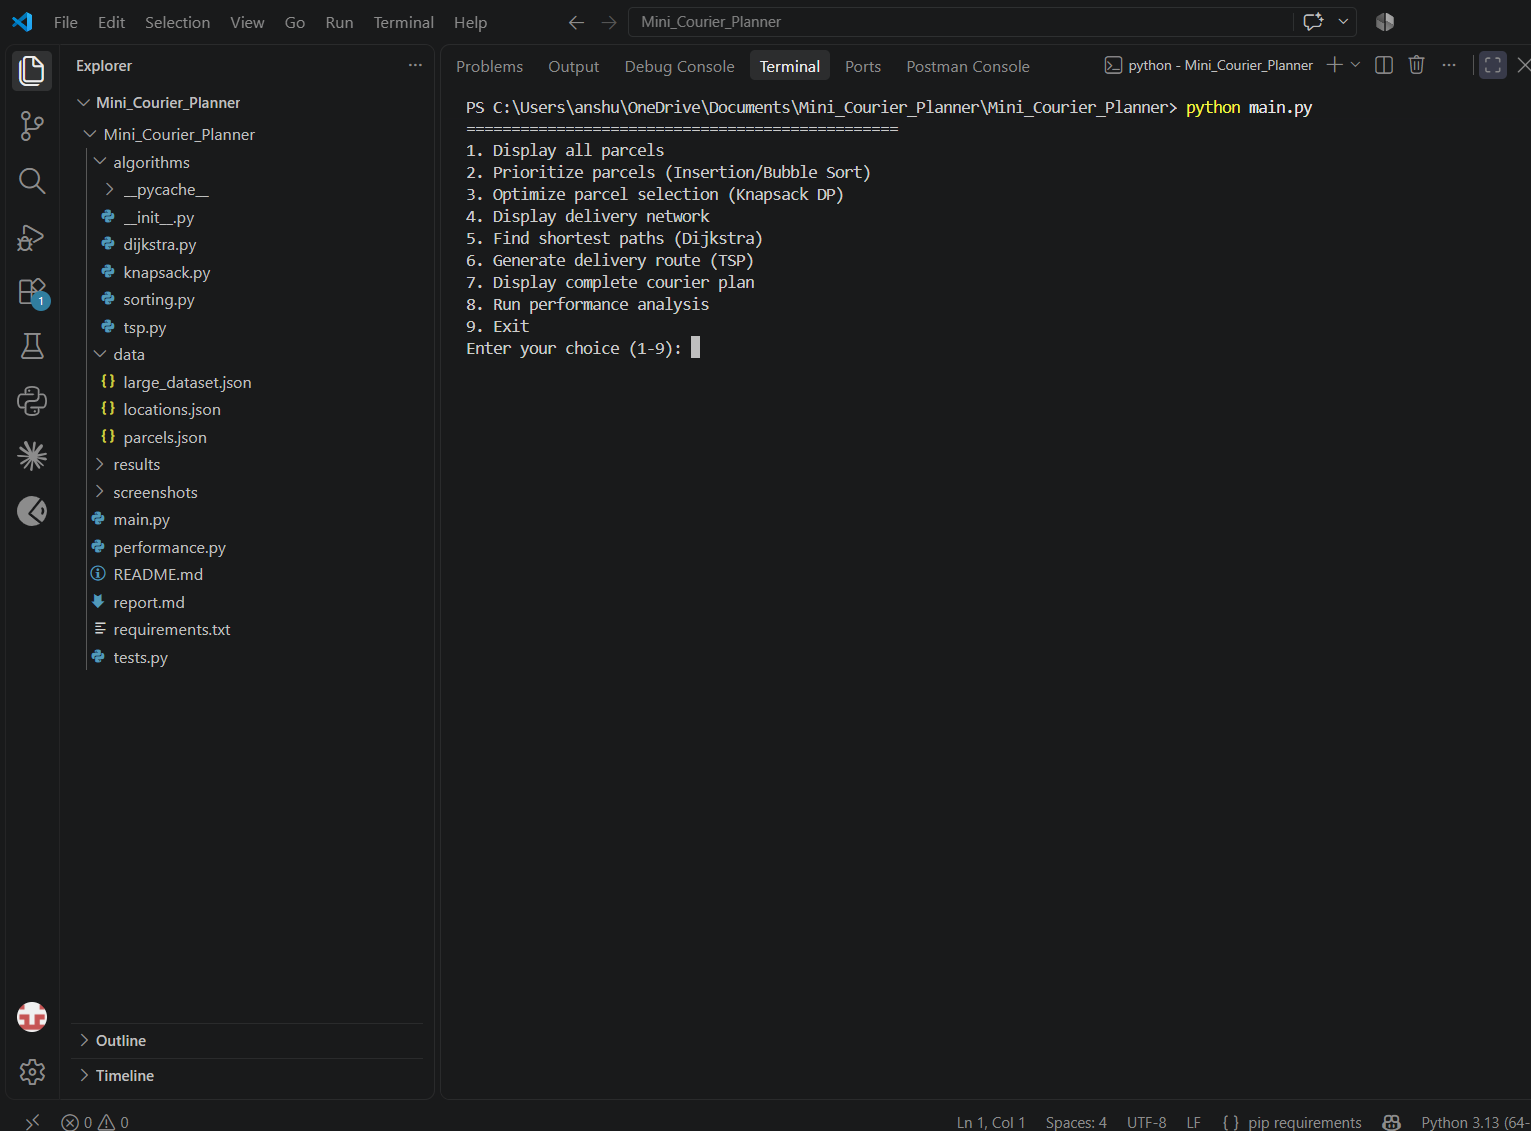 File Edit Selection View Go Run Terminal Help
Mini_Courier_Planner
Explorer
Mini_Courier_Planner
Mini_Courier_Planner
algorithms
__pycache__
__init__.py
dijkstra.py
knapsack.py
sorting.py
tsp.py
data
{} large_dataset.json
{} locations.json
{} parcels.json
results
screenshots
main.py
performance.py
README.md
report.md
requirements.txt
tests.py
Outline
Timeline
1
Problems Output Debug Console Terminal Ports Postman Console
python - Mini_Courier_Planner
PS C:\Users\anshu\OneDrive\Documents\Mini_Courier_Planner\Mini_Courier_Planner> python main.py
================================================
1. Display all parcels
2. Prioritize parcels (Insertion/Bubble Sort)
3. Optimize parcel selection (Knapsack DP)
4. Display delivery network
5. Find shortest paths (Dijkstra)
6. Generate delivery route (TSP)
7. Display complete courier plan
8. Run performance analysis
9. Exit
Enter your choice (1-9):
0 0
Ln 1, Col 1 Spaces: 4 UTF-8 LF {} pip requirements Python 3.13 (64-